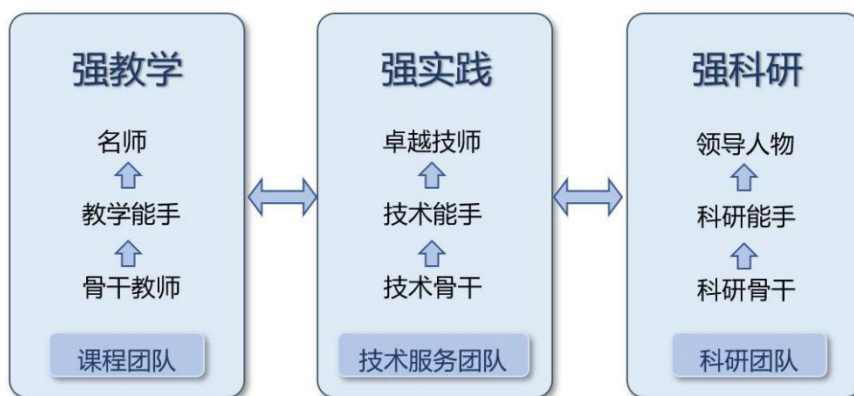 强教学
名师
教学能手
骨干教师
课程团队
强实践
卓越技师
技术能手
技术骨干
技术服务团队
强科研
领导人物
科研能手
科研骨干
科研团队